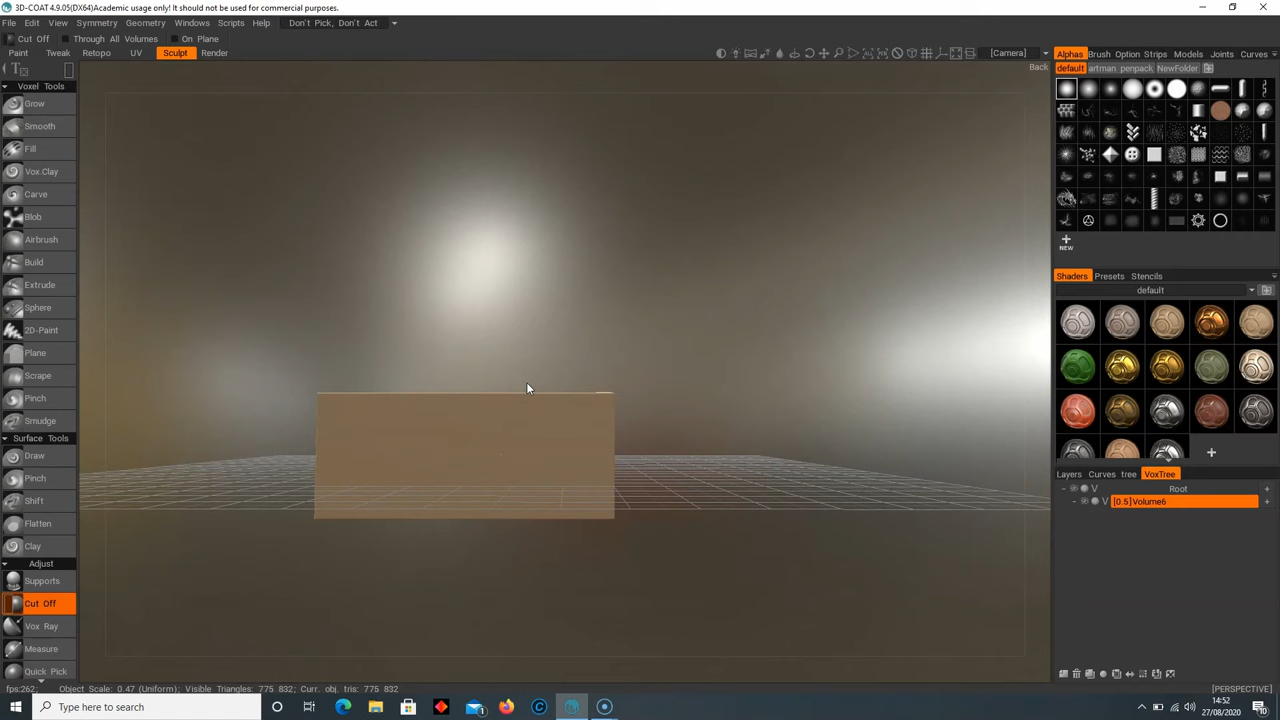 3D-COAT 4.9.05(DX64)Academic usage only! It should not be used for commercial purposes.
File Edit View Symmetry Geometry Windows Scripts Help Don't Pick, Don't Act
Cut Off Through All Volumes On Plane
Paint Tweak Retopo UV Sculpt Render [Camera]
Back
Alphas Brush Option Strips Models Joints Curves
default artman penpack NewFolder
Voxel Tools
Grow
Smooth
Fill
Vox.Clay
Carve
Blob
Airbrush
Build
Extrude
Sphere
2D-Paint
Plane
Scrape
Pinch
Smudge
Surface Tools
Draw
Pinch
Shift
Flatten
Clay
Adjust
Supports
Cut Off
Vox Ray
Measure
Quick Pick
NEW
Shaders Presets Stencils
default
Layers Curves tree VoxTree
V Root
V [0.5]Volume6
fps:262; Object Scale: 0.47 (Uniform); Visible Triangles: 775 832; Curr. obj. tris: 775 832
[PERSPECTIVE]
Type here to search
14:52
27/08/2020